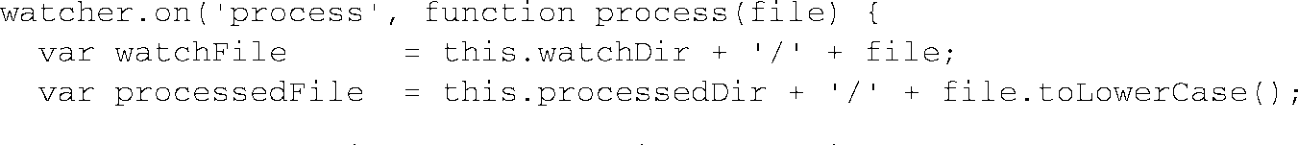 watcher.on('process', function process(file) {
  var watchFile      = this.watchDir + '/' + file;
  var processedFile  = this.processedDir + '/' + file.toLowerCase();